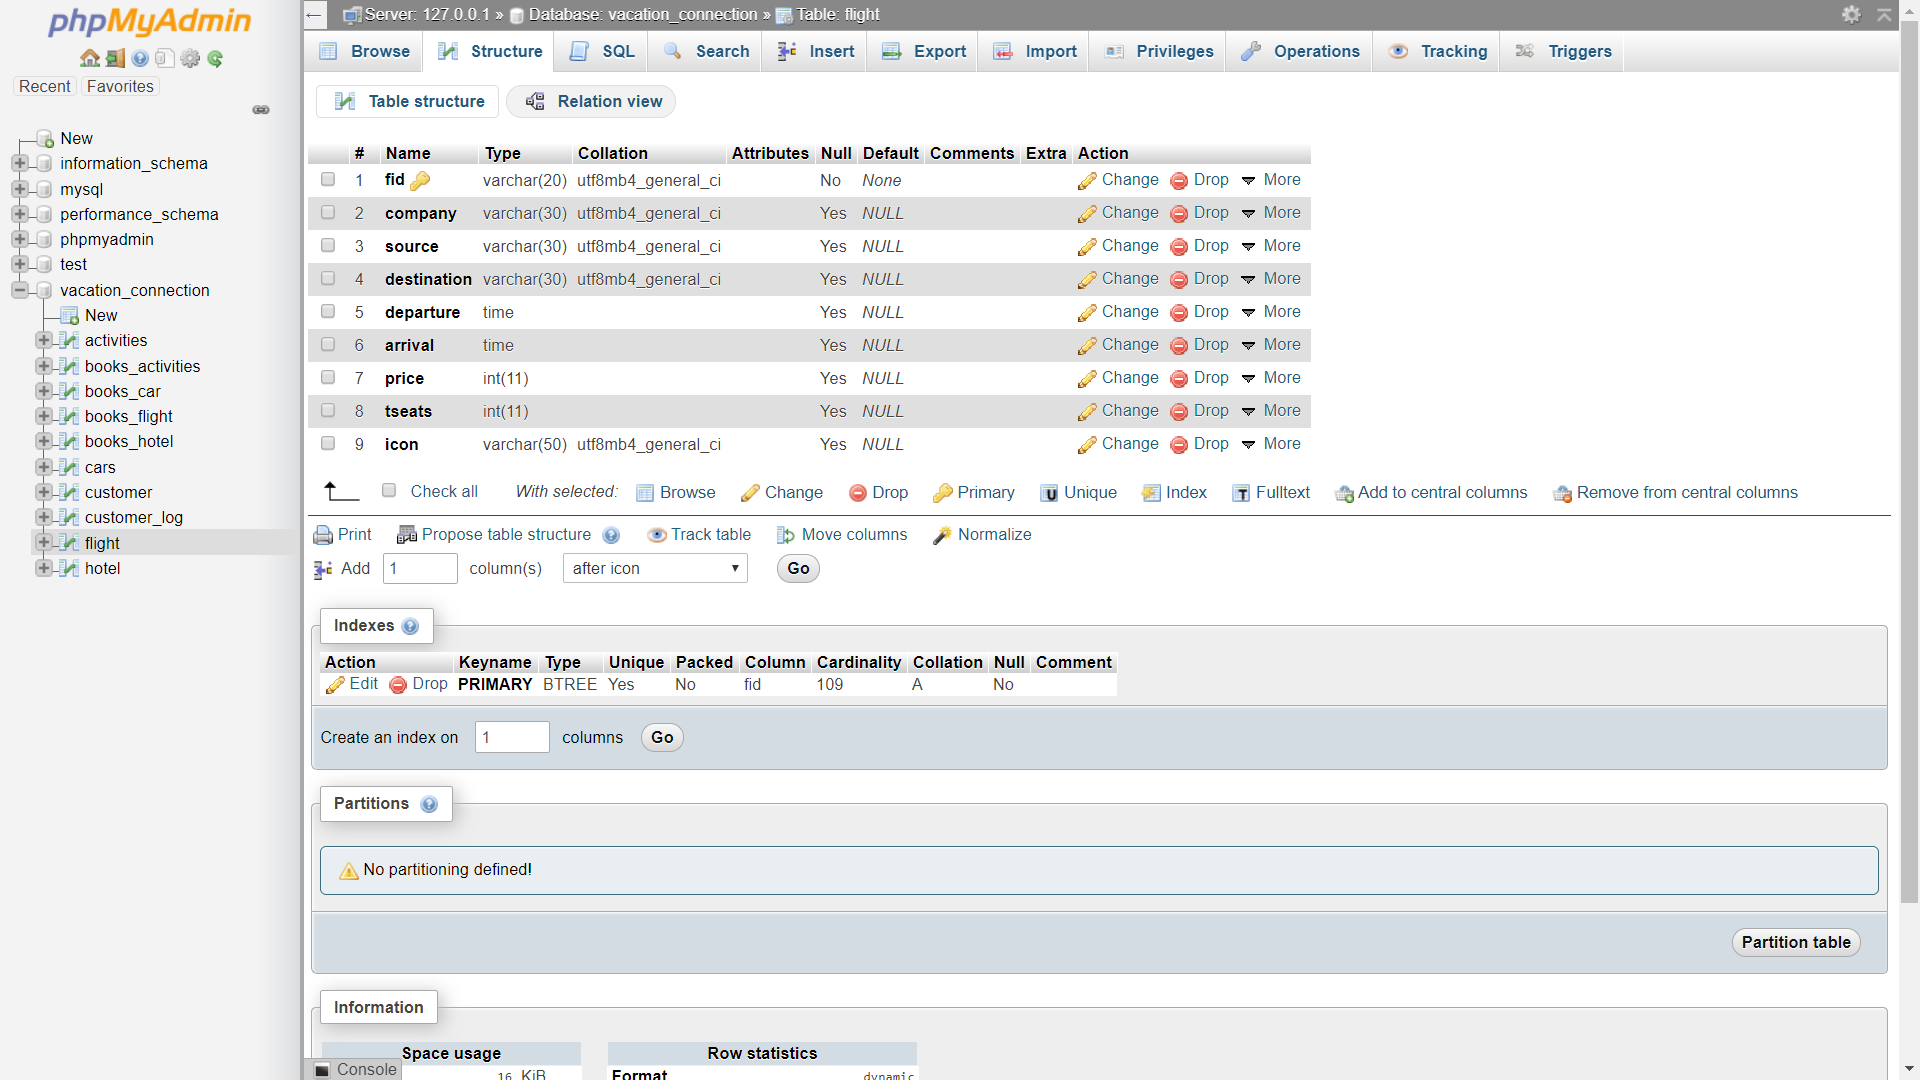 phpMyAdmin
Recent Favorites
New
information_schema
mysql
performance_schema
phpmyadmin
test
vacation_connection
New
activities
books_activities
books_car
books_flight
books_hotel
cars
customer
customer_log
flight
hotel
← Server: 127.0.0.1 » Database: vacation_connection » Table: flight
Browse Structure SQL Search Insert Export Import Privileges Operations Tracking Triggers
Table structure Relation view
# Name Type Collation Attributes Null Default Comments Extra Action
1 fid varchar(20) utf8mb4_general_ci No None Change Drop More
2 company varchar(30) utf8mb4_general_ci Yes NULL Change Drop More
3 source varchar(30) utf8mb4_general_ci Yes NULL Change Drop More
4 destination varchar(30) utf8mb4_general_ci Yes NULL Change Drop More
5 departure time Yes NULL Change Drop More
6 arrival time Yes NULL Change Drop More
7 price int(11) Yes NULL Change Drop More
8 tseats int(11) Yes NULL Change Drop More
9 icon varchar(50) utf8mb4_general_ci Yes NULL Change Drop More
Check all With selected: Browse Change Drop Primary Unique Index Fulltext Add to central columns Remove from central columns
Print Propose table structure Track table Move columns Normalize
Add 1 column(s) after icon Go
Indexes
Action Keyname Type Unique Packed Column Cardinality Collation Null Comment
Edit Drop PRIMARY BTREE Yes No fid 109 A No
Create an index on 1 columns Go
Partitions
No partitioning defined!
Partition table
Information
Space usage Row statistics
16 KiB Format dynamic
Console